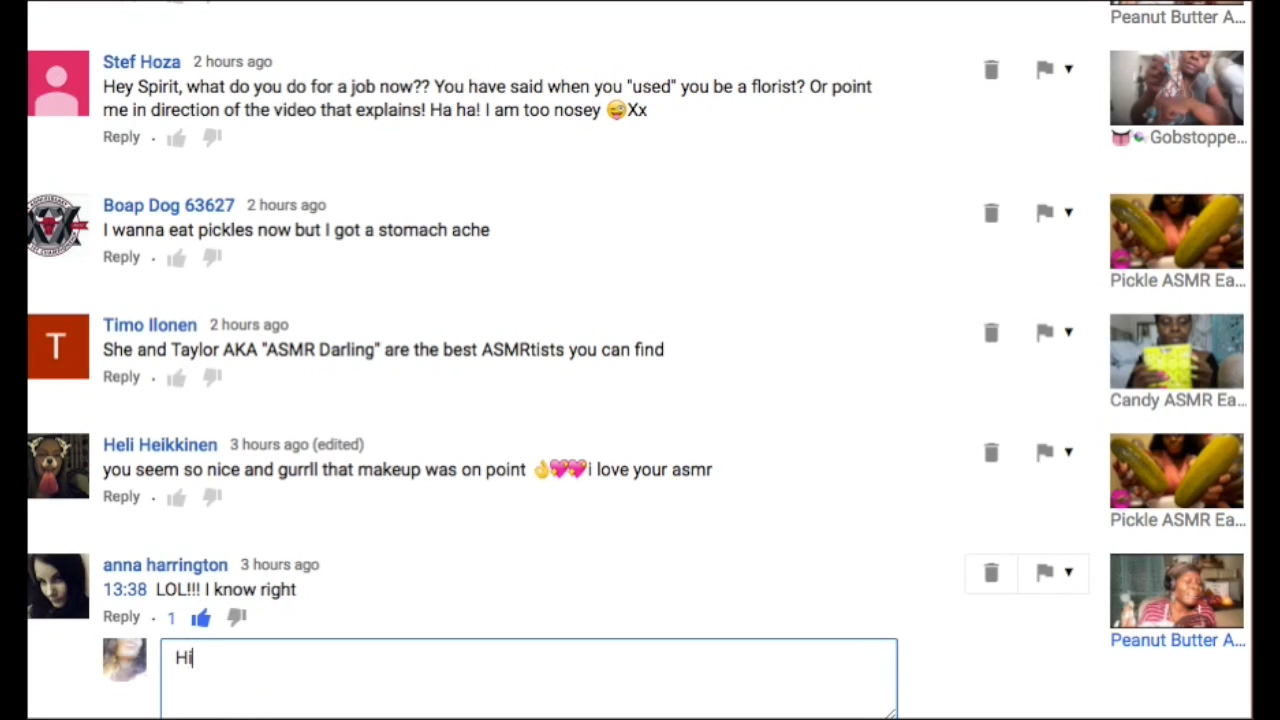 Peanut Butter A...
Stef Hoza 2 hours ago
Hey Spirit, what do you do for a job now?? You have said when you "used" you be a florist? Or point
me in direction of the video that explains! Ha ha! I am too nosey 😜Xx
Reply
👅🍬Gobstoppe...
Boap Dog 63627 2 hours ago
I wanna eat pickles now but I got a stomach ache
Reply
Pickle ASMR Ea...
T
Timo Ilonen 2 hours ago
She and Taylor AKA "ASMR Darling" are the best ASMRtists you can find
Reply
Candy ASMR Ea...
Heli Heikkinen 3 hours ago (edited)
you seem so nice and gurrll that makeup was on point 👌💖💖i love your asmr
Reply
Pickle ASMR Ea...
anna harrington 3 hours ago
13:38 LOL!!! I know right
Reply · 1
Peanut Butter A...
Hi